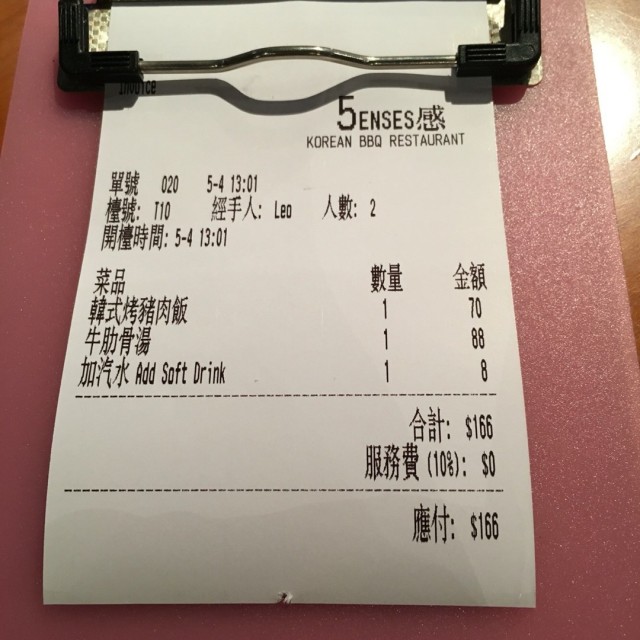 Invoice
5ENSES感
KOREAN BBQ RESTAURANT
單號 020 5-4 13:01
檯號: T10 經手人: Leo 人數: 2
開檯時間: 5-4 13:01
菜品 數量 金額
韓式烤豬肉飯 1 70
牛肋骨湯 1 88
加汽水 Add Soft Drink 1 8
合計: $166
服務費 (10%): $0
應付: $166